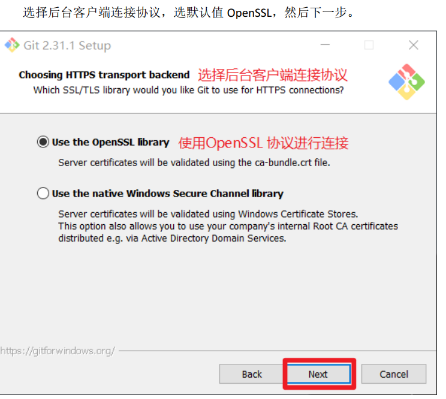 选择后台客户端连接协议，选默认值 OpenSSL，然后下一步。
Git 2.31.1 Setup
Choosing HTTPS transport backend 选择后台客户端连接协议
Which SSL/TLS library would you like Git to use for HTTPS connections?
Use the OpenSSL library 使用OpenSSL 协议进行连接
Server certificates will be validated using the ca-bundle.crt file.
Use the native Windows Secure Channel library
Server certificates will be validated using Windows Certificate Stores.
This option also allows you to use your company's internal Root CA certificates
distributed e.g. via Active Directory Domain Services.
https://gitforwindows.org/
Back Next Cancel